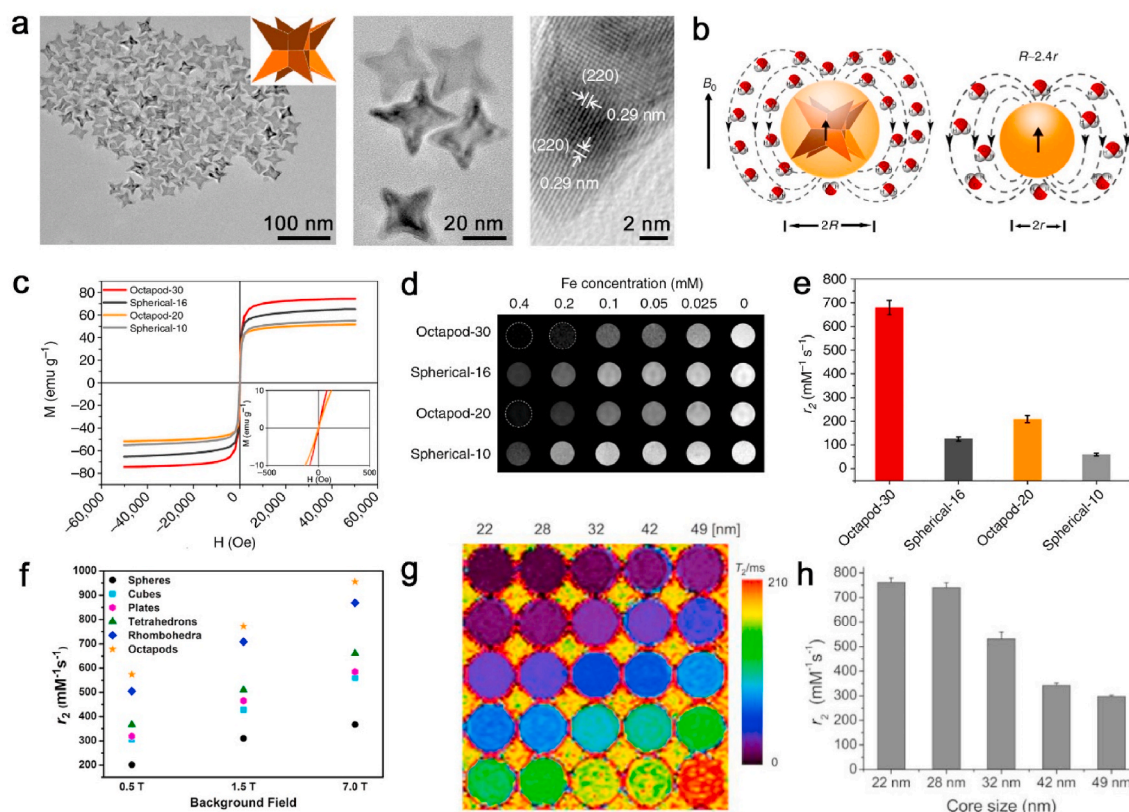 a
100 nm
20 nm
(220)
0.29 nm
(220)
0.29 nm
2 nm
b
B0
R~2.4r
2R
2r
c
Octapod-30
Spherical-16
Octapod-20
Spherical-10
M (emu g⁻¹)
80
60
40
20
0
−20
−40
−60
−80
−60,000
−40,000
−20,000
0
20,000
40,000
60,000
H (Oe)
M (emu g⁻¹)
10
0
−10
−500
0
500
H (Oe)
d
Fe concentration (mM)
0.4 0.2 0.1 0.05 0.025 0
Octapod-30
Spherical-16
Octapod-20
Spherical-10
e
r2 (mM⁻¹ s⁻¹)
800
700
600
500
400
300
200
100
Octapod-30
Spherical-16
Octapod-20
Spherical-10
f
Spheres
Cubes
Plates
Tetrahedrons
Rhombohedra
Octapods
r2 (mM⁻¹s⁻¹)
1000
900
800
700
600
500
400
300
200
0.5 T 1.5 T 7.0 T
Background Field
g
22 28 32 42 49 [nm]
T2/ms
210
0
h
r2 (mM⁻¹ s⁻¹)
750
600
450
300
150
0
22 nm 28 nm 32 nm 42 nm 49 nm
Core size (nm)